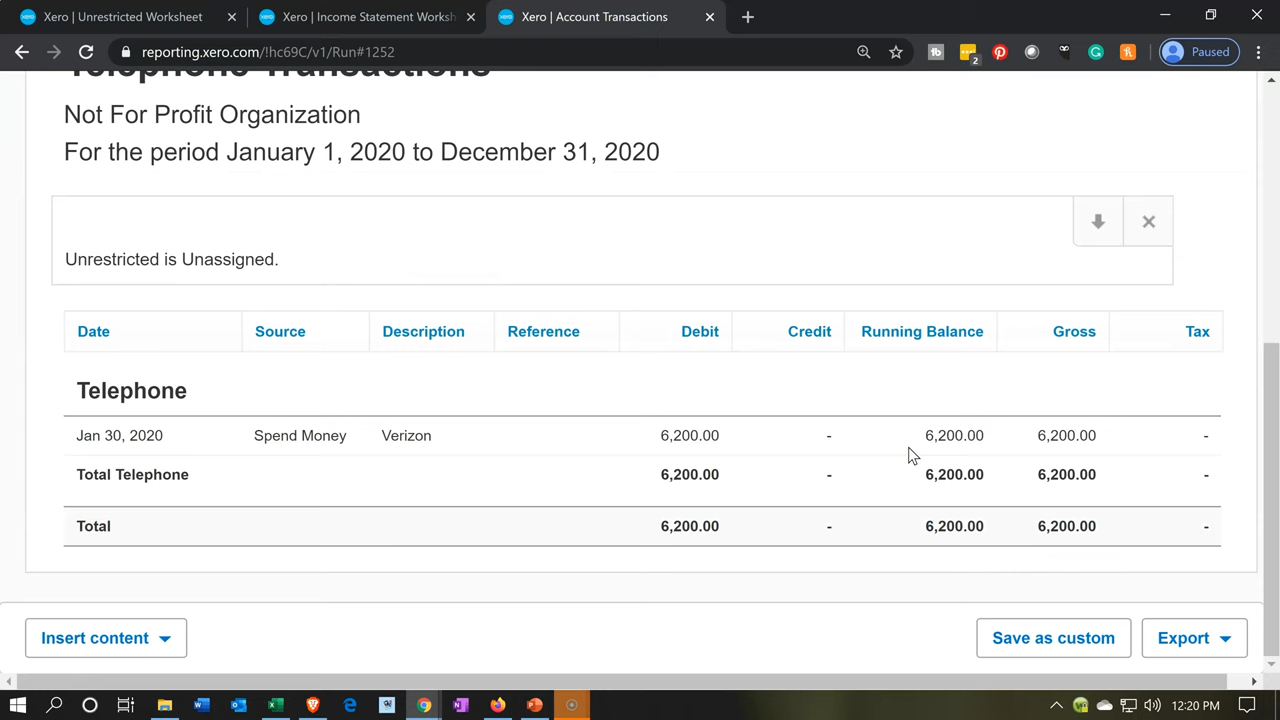 Xero | Unrestricted Worksheet
Xero | Income Statement Worksh
Xero | Account Transactions
reporting.xero.com/!hc69C/v1/Run#1252
2
Paused
Telephone Transactions
Not For Profit Organization
For the period January 1, 2020 to December 31, 2020
Unrestricted is Unassigned.
Date Source Description Reference Debit Credit Running Balance Gross Tax
Telephone
Jan 30, 2020 Spend Money Verizon 6,200.00 - 6,200.00 6,200.00 -
Total Telephone 6,200.00 - 6,200.00 6,200.00 -
Total 6,200.00 - 6,200.00 6,200.00 -
Insert content Save as custom Export
12:20 PM